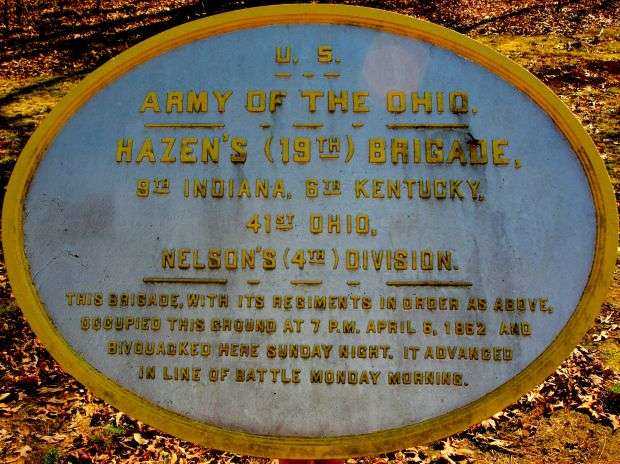 U. S.
ARMY OF THE OHIO.
HAZEN'S (19TH) BRIGADE,
9TH INDIANA, 6TH KENTUCKY,
41ST OHIO,
NELSON'S (4TH) DIVISION.
THIS BRIGADE, WITH ITS REGIMENTS IN ORDER AS ABOVE,
OCCUPIED THIS GROUND AT 7 P.M. APRIL 6, 1862 AND
BIVOUACKED HERE SUNDAY NIGHT. IT ADVANCED
IN LINE OF BATTLE MONDAY MORNING.